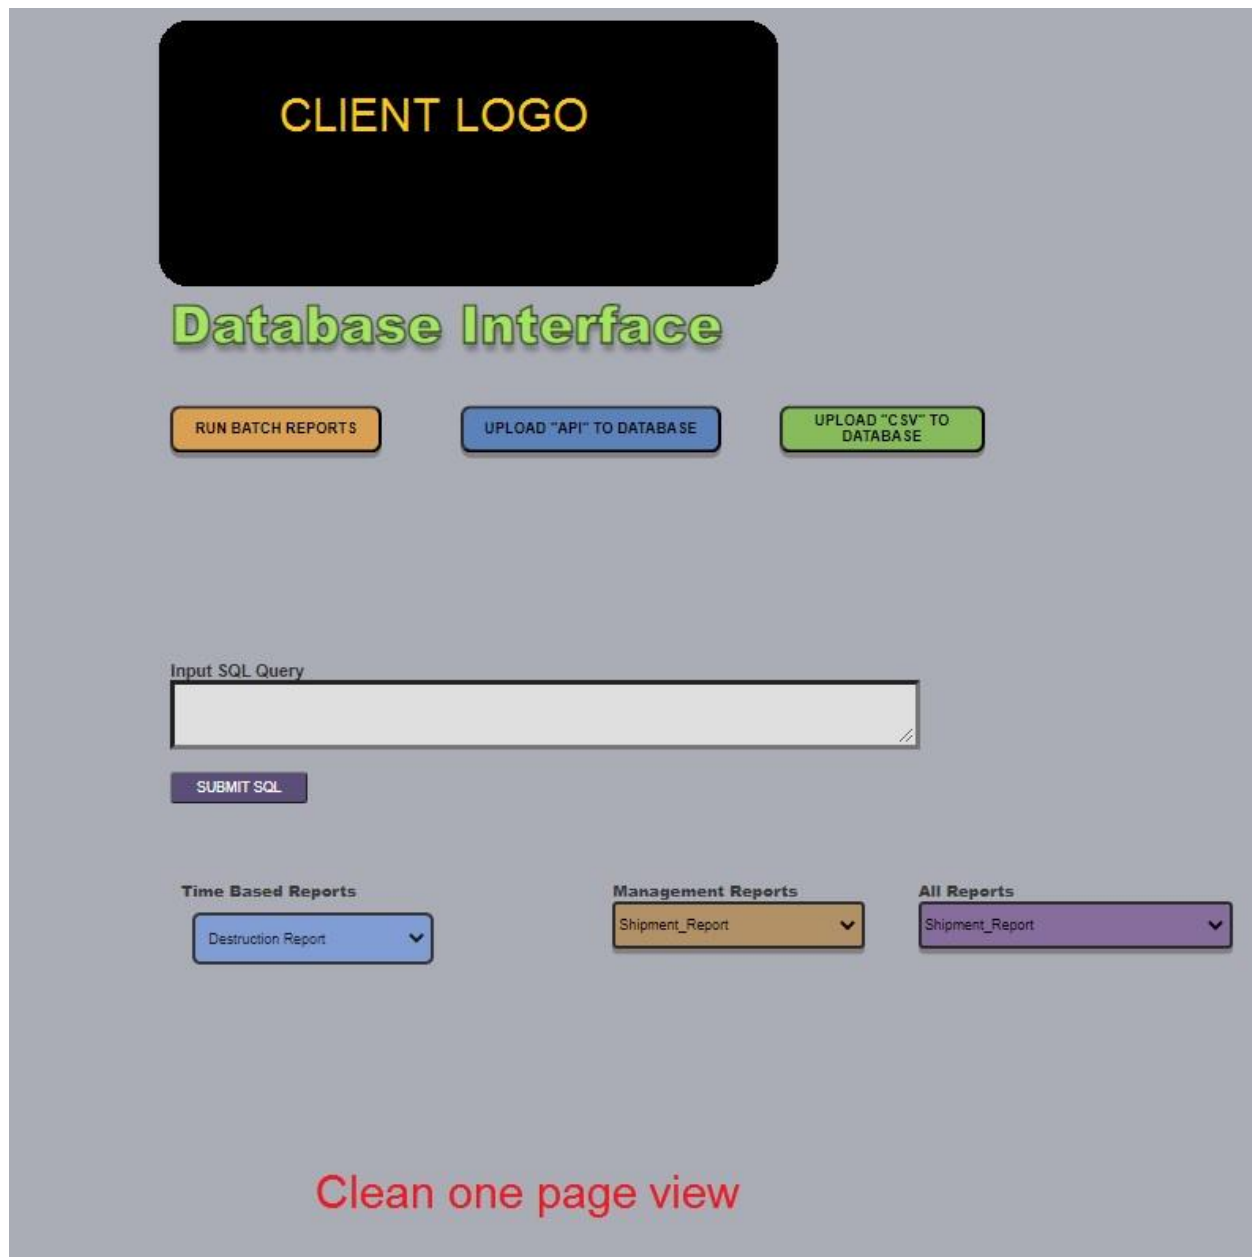 CLIENT LOGO
Database Interface
RUN BATCH REPORTS
UPLOAD "API" TO DATABASE
UPLOAD "CSV" TO
DATABASE
Input SQL Query
SUBMIT SQL
Time Based Reports
Management Reports
All Reports
Destruction Report
Shipment_Report
Shipment_Report
Clean one page view